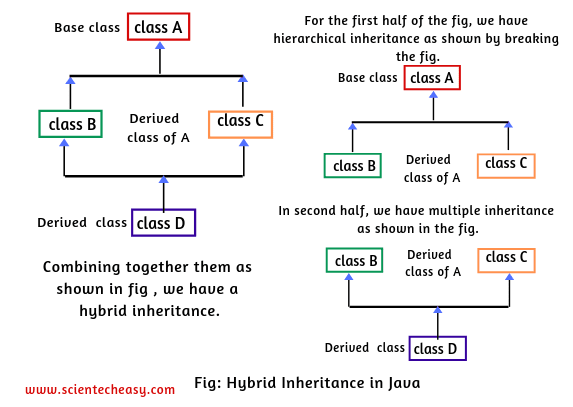 Base class
class A
class B
Derived
class of A
class C
Derived class
class D
Combining together them as
shown in fig , we have a
hybrid inheritance.
For the first half of the fig, we have
hierarchical inheritance as shown by breaking
the fig.
Base class
class A
class B
Derived
class of A
class C
In second half, we have multiple inheritance
as shown in the fig.
class B
Derived
class of A
class C
Derived class
class D
Fig: Hybrid Inheritance in Java
www.scientecheasy.com